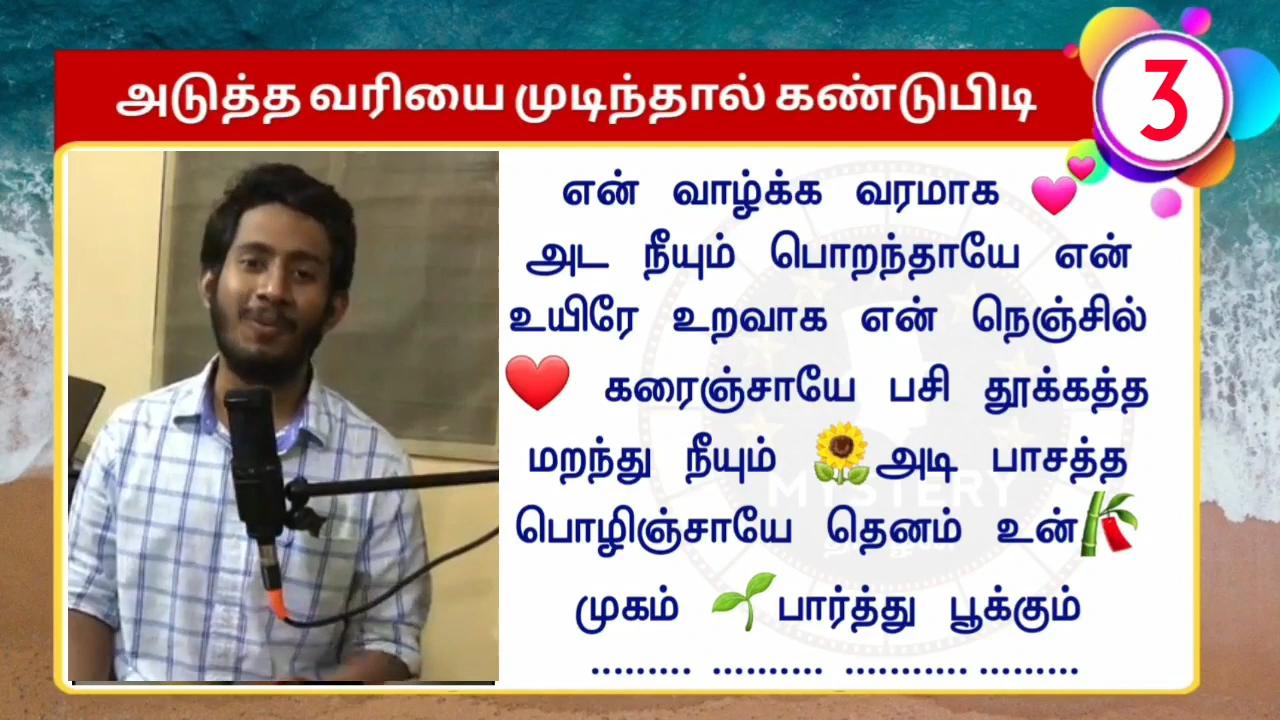 3
அடுத்த வரியை முடிந்தால் கண்டுபிடி
என் வாழ்க்க வரமாக 💕
அட நீயும் பொறந்தாயே என்
உயிரே உறவாக என் நெஞ்சில்
❤️ கரைஞ்சாயே பசி தூக்கத்த
மறந்து நீயும் 🌻அடி பாசத்த
பொழிஞ்சாயே தெனம் உன்🎋
முகம் 🌱பார்த்து பூக்கும்
......... .......... ........... .........
MYSTERY